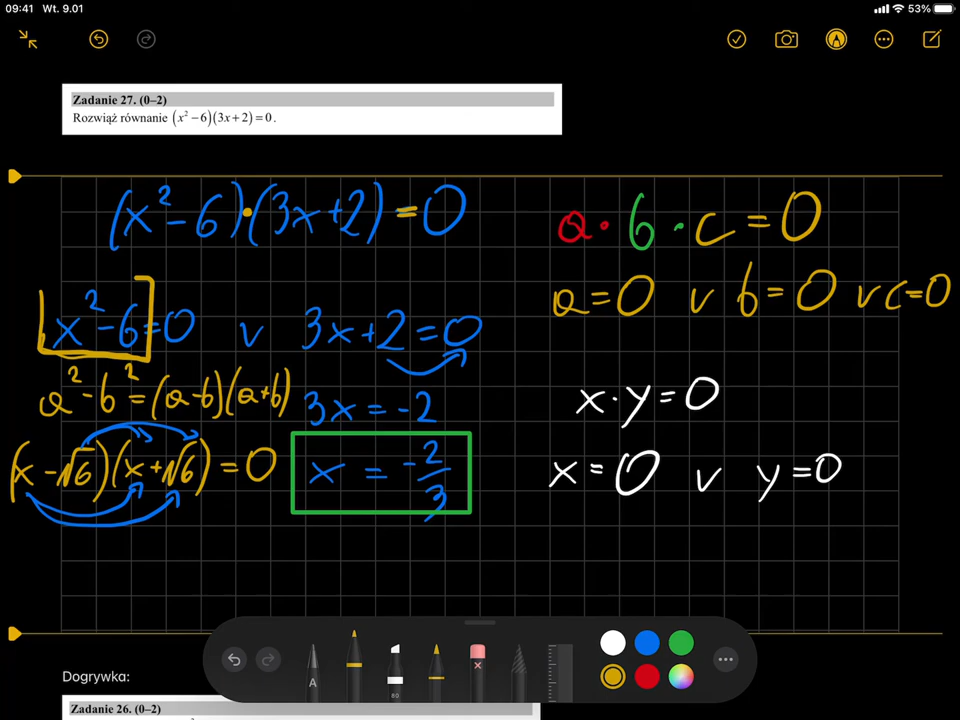 09:41 Wt. 9.01 53%
Zadanie 27. (0–2)
Rozwiąż równanie (x² − 6)(3x + 2) = 0.
(x² − 6) · (3x + 2) = 0
a · b · c = 0
a = 0 v b = 0 v c = 0
x² − 6 = 0 v 3x + 2 = 0
a² − b² = (a − b)(a + b)
3x = −2
x · y = 0
(x − √6)(x + √6) = 0
x = −2/3
x = 0 v y = 0
A
80
Dogrywka:
Zadanie 26. (0–2)